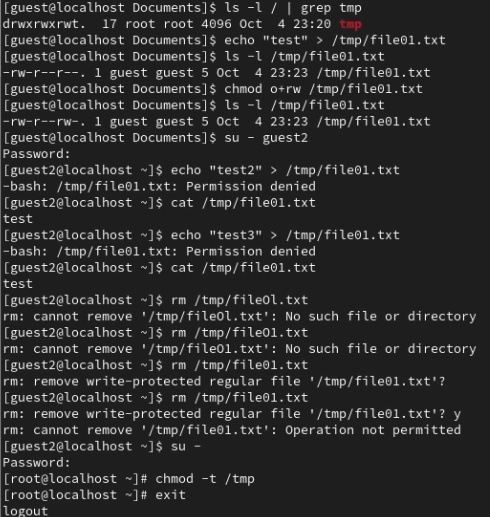 [guest@localhost Documents]$ ls -l / | grep tmp
drwxrwxrwt.  17 root root 4096 Oct  4 23:20 tmp
[guest@localhost Documents]$ echo "test" > /tmp/file01.txt
[guest@localhost Documents]$ ls -l /tmp/file01.txt
-rw-r--r--. 1 guest guest 5 Oct  4 23:23 /tmp/file01.txt
[guest@localhost Documents]$ chmod o+rw /tmp/file01.txt
[guest@localhost Documents]$ ls -l /tmp/file01.txt
-rw-r--rw-. 1 guest guest 5 Oct  4 23:23 /tmp/file01.txt
[guest@localhost Documents]$ su - guest2
Password:
[guest2@localhost ~]$ echo "test2" > /tmp/file01.txt
-bash: /tmp/file01.txt: Permission denied
[guest2@localhost ~]$ cat /tmp/file01.txt
test
[guest2@localhost ~]$ echo "test3" > /tmp/file01.txt
-bash: /tmp/file01.txt: Permission denied
[guest2@localhost ~]$ cat /tmp/file01.txt
test
[guest2@localhost ~]$ rm /tmp/fileOl.txt
rm: cannot remove '/tmp/fileOl.txt': No such file or directory
[guest2@localhost ~]$ rm /tmp/fileO1.txt
rm: cannot remove '/tmp/fileO1.txt': No such file or directory
[guest2@localhost ~]$ rm /tmp/file01.txt
rm: remove write-protected regular file '/tmp/file01.txt'?
[guest2@localhost ~]$ rm /tmp/file01.txt
rm: remove write-protected regular file '/tmp/file01.txt'? y
rm: cannot remove '/tmp/file01.txt': Operation not permitted
[guest2@localhost ~]$ su -
Password:
[root@localhost ~]# chmod -t /tmp
[root@localhost ~]# exit
logout